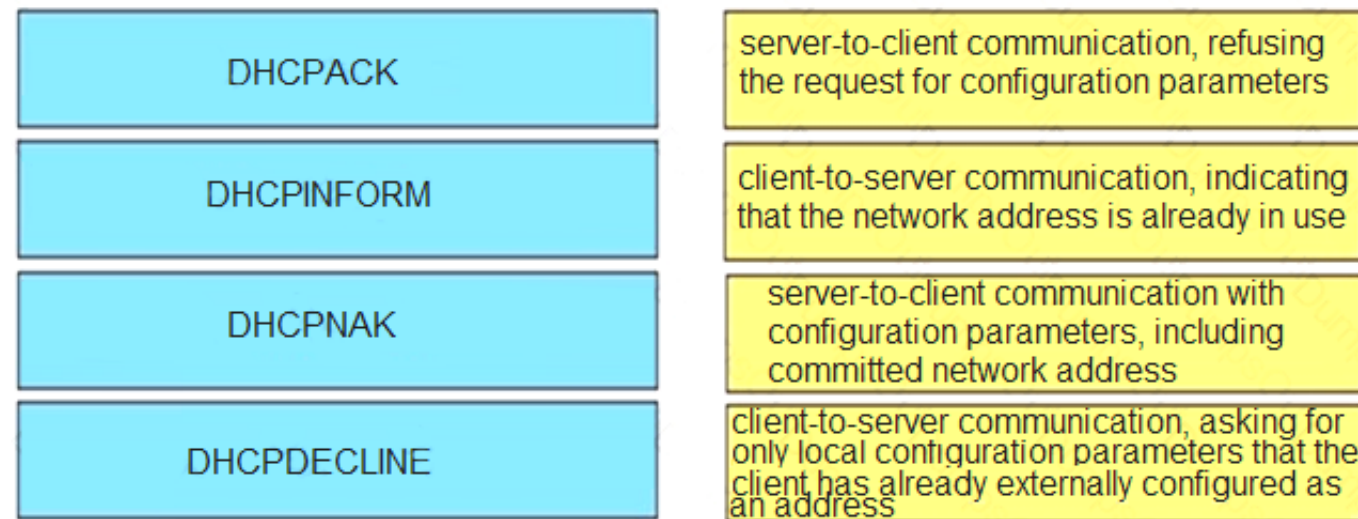 DHCPACK
server-to-client communication, refusing
the request for configuration parameters
DHCPINFORM
client-to-server communication, indicating
that the network address is already in use
DHCPNAK
server-to-client communication with
configuration parameters, including
committed network address
DHCPDECLINE
client-to-server communication, asking for
only local configuration parameters that the
client has already externally configured as
an address